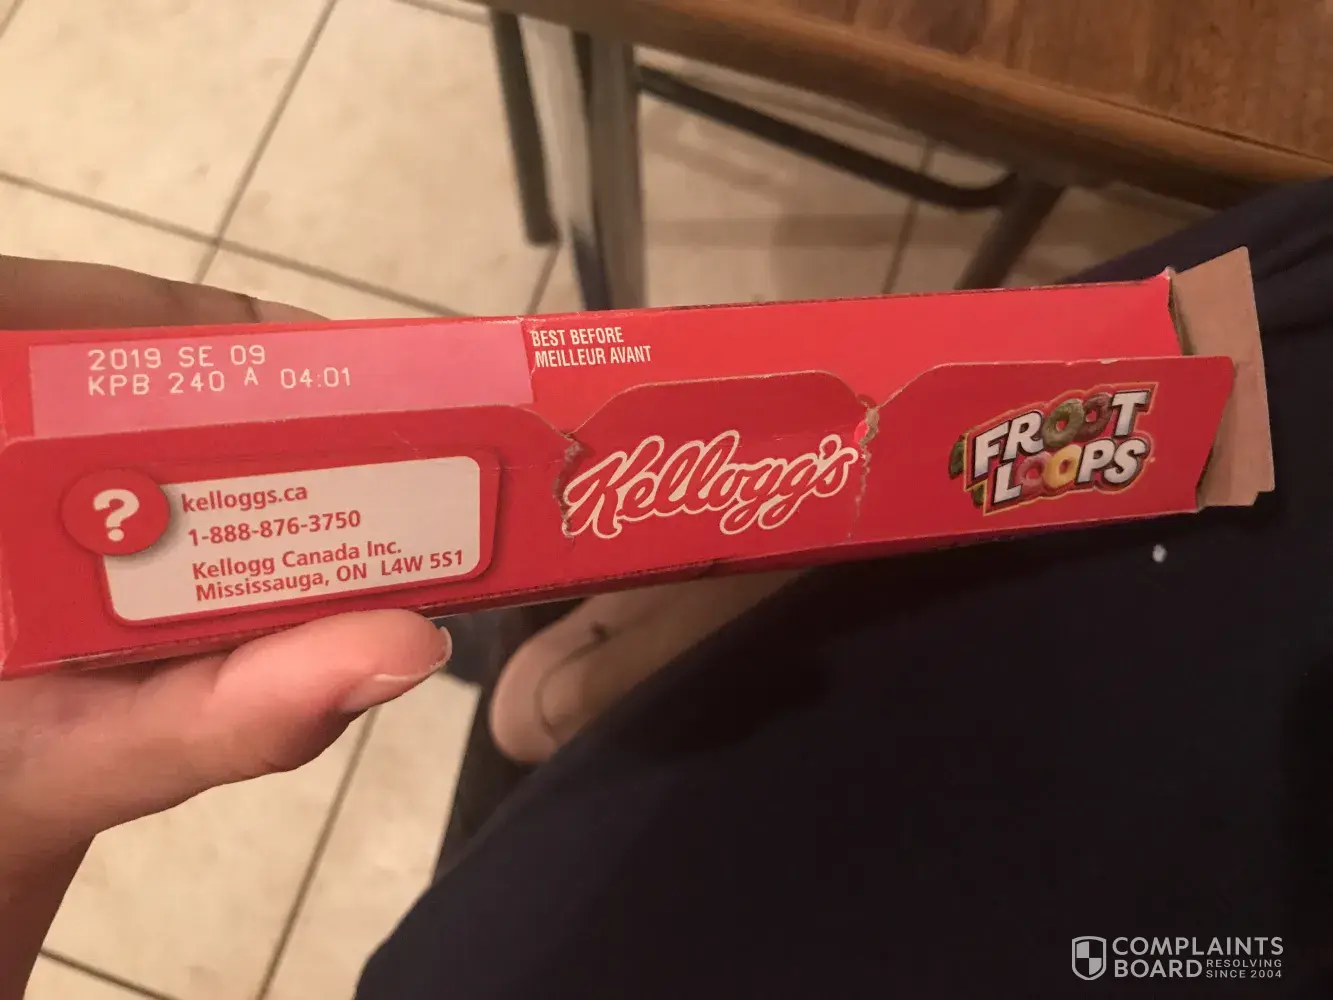 2019 SE 09
KPB 240 A 04:01
BEST BEFORE
MEILLEUR AVANT
?
kelloggs.ca
1-888-876-3750
Kellogg Canada Inc.
Mississauga, ON L4W 5S1
Kellogg's
FROOT
LOOPS
COMPLAINTS
BOARD RESOLVING
SINCE 2004